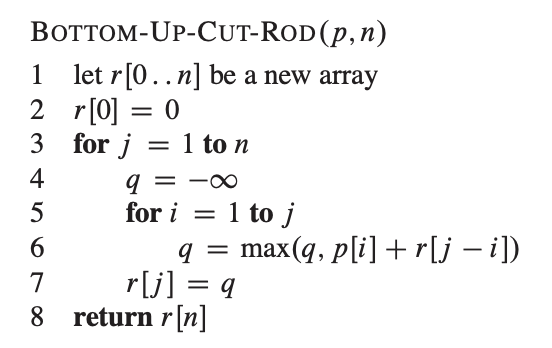 BOTTOM-UP-CUT-ROD(p, n)
1 let r[0 . . n] be a new array
2 r[0] = 0
3 for j = 1 to n
4 q = −∞
5 for i = 1 to j
6 q = max(q, p[i] + r[j − i])
7 r[j] = q
8 return r[n]